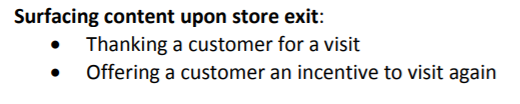 Surfacing content upon store exit:
• Thanking a customer for a visit
• Offering a customer an incentive to visit again